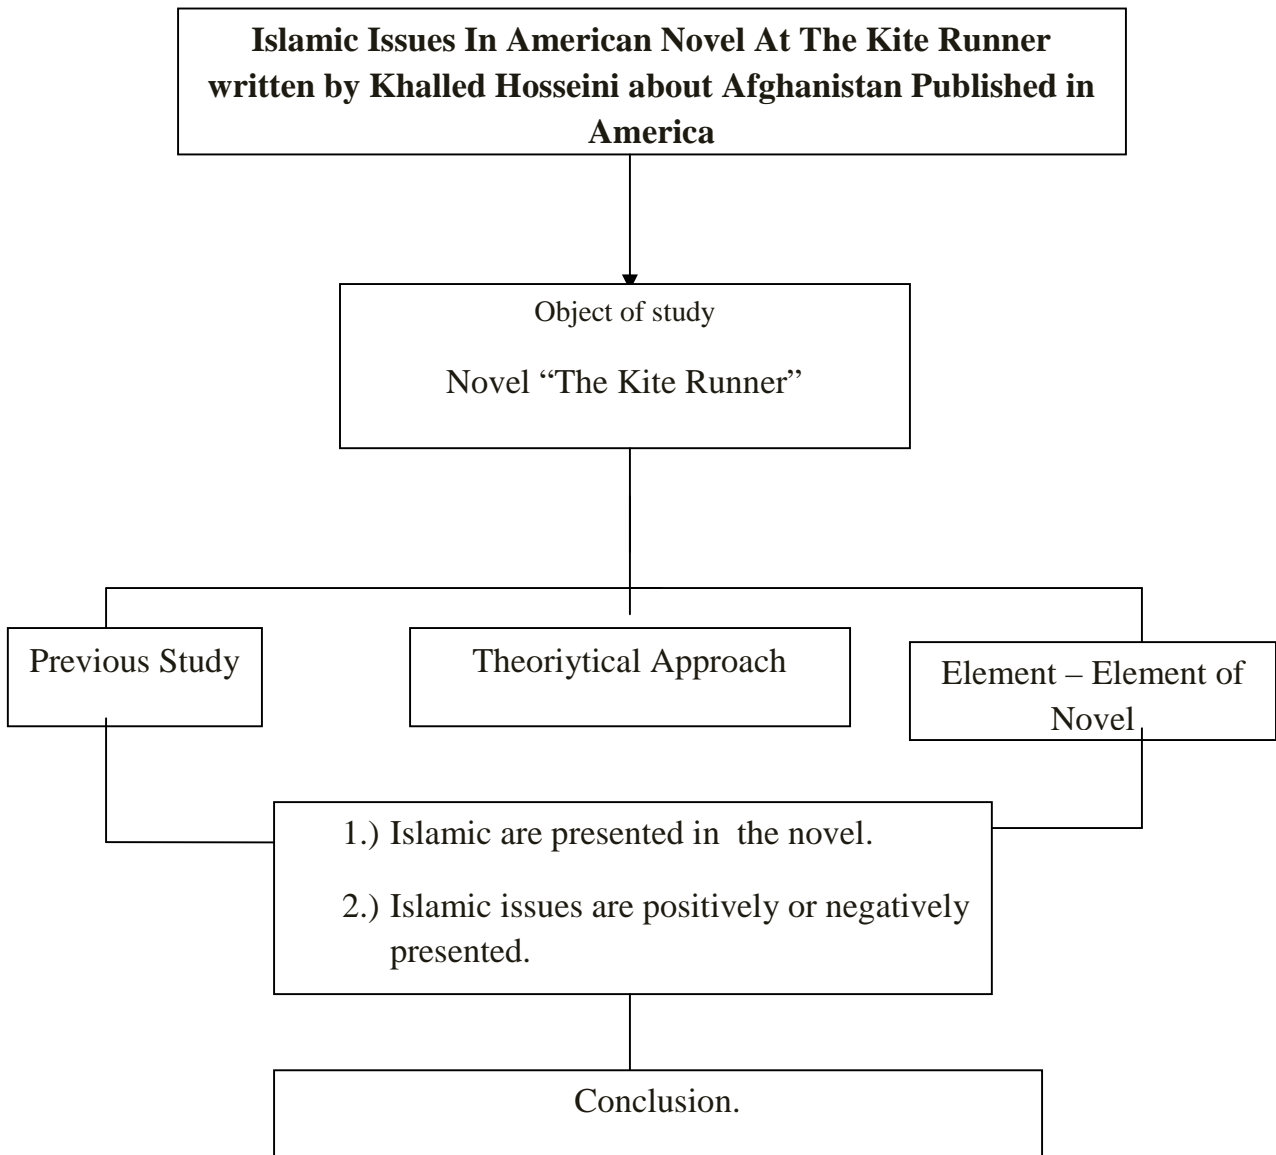 Islamic Issues In American Novel At The Kite Runner
written by Khalled Hosseini about Afghanistan Published in
America
Object of study
Novel “The Kite Runner”
Previous Study
Theoriytical Approach
Element – Element of
Novel
1.) Islamic are presented in the novel.
2.) Islamic issues are positively or negatively
presented.
Conclusion.